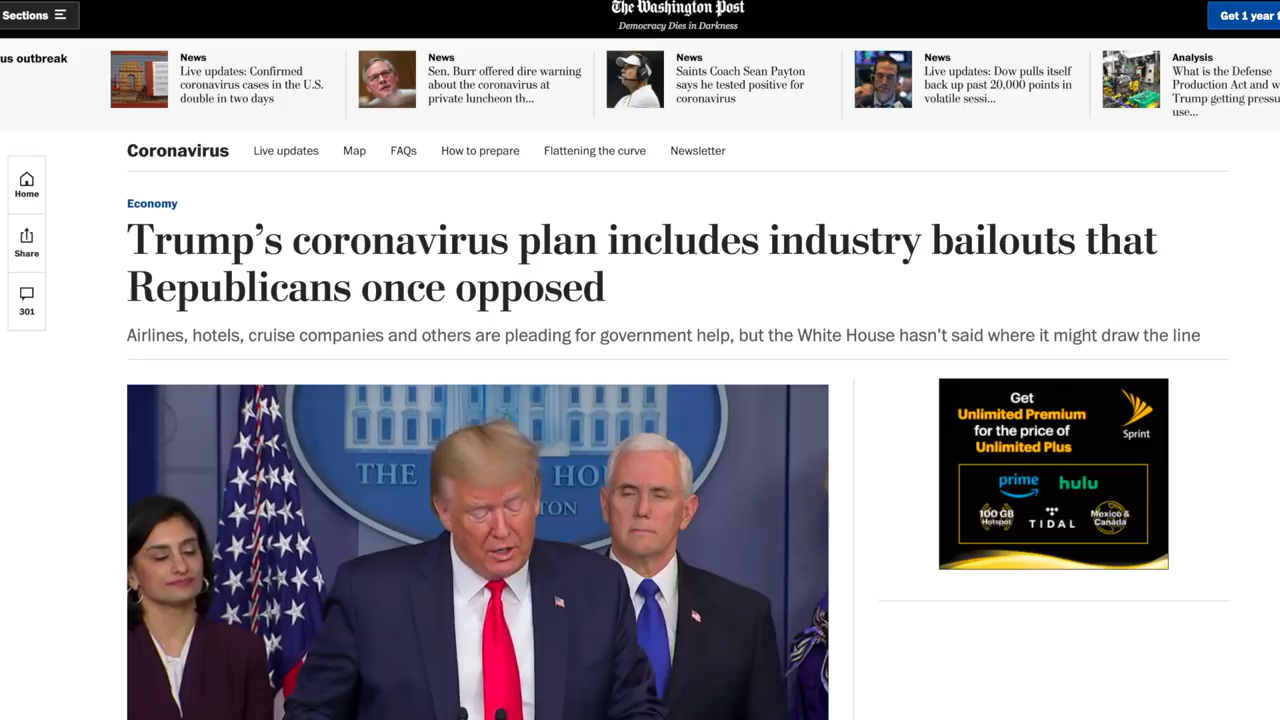 Sections
The Washington Post
Democracy Dies in Darkness
Get 1 year
us outbreak
News
Live updates: Confirmed
coronavirus cases in the U.S.
double in two days
News
Sen. Burr offered dire warning
about the coronavirus at
private luncheon th...
News
Saints Coach Sean Payton
says he tested positive for
coronavirus
News
Live updates: Dow pulls itself
back up past 20,000 points in
volatile sessi...
Analysis
What is the Defense
Production Act and w
Trump getting pressu
use...
Coronavirus Live updates Map FAQs How to prepare Flattening the curve Newsletter
Home
Share
301
Economy
Trump’s coronavirus plan includes industry bailouts that
Republicans once opposed
Airlines, hotels, cruise companies and others are pleading for government help, but the White House hasn’t said where it might draw the line
THE HO
TON
Get
Unlimited Premium
for the price of
Unlimited Plus
Sprint
prime hulu
100 GB
Hotspot
TIDAL
Mexico &
Canada